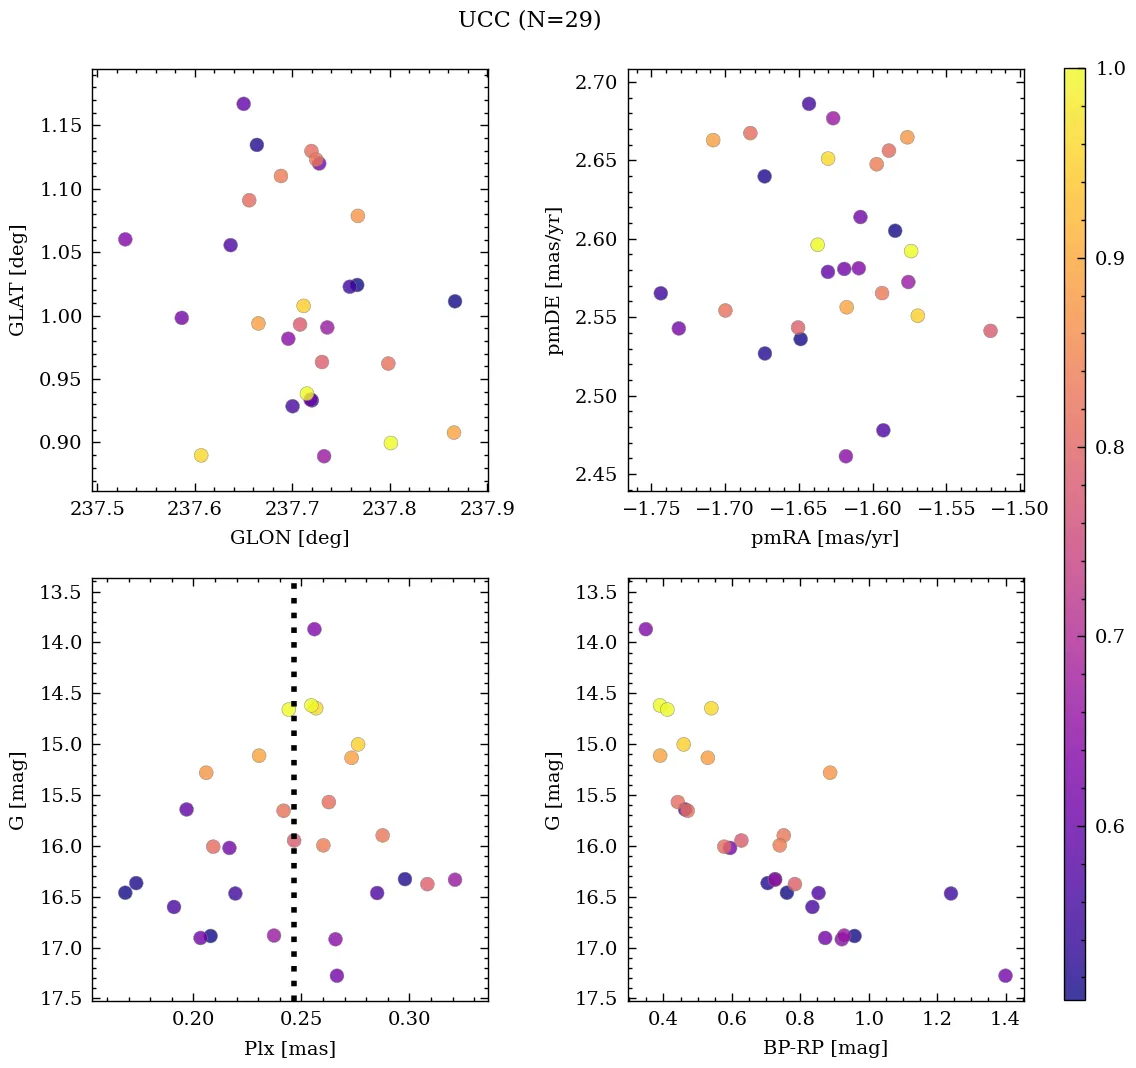 UCC (N=29)
1.15
1.10
1.05
1.00
0.95
0.90
GLAT [deg]
237.5 237.6 237.7 237.8 237.9
GLON [deg]
2.70
2.65
2.60
2.55
2.50
2.45
pmDE [mas/yr]
−1.75 −1.70 −1.65 −1.60 −1.55 −1.50
pmRA [mas/yr]
13.5
14.0
14.5
15.0
15.5
16.0
16.5
17.0
17.5
G [mag]
0.20 0.25 0.30
Plx [mas]
13.5
14.0
14.5
15.0
15.5
16.0
16.5
17.0
17.5
G [mag]
0.4 0.6 0.8 1.0 1.2 1.4
BP-RP [mag]
1.0
0.9
0.8
0.7
0.6